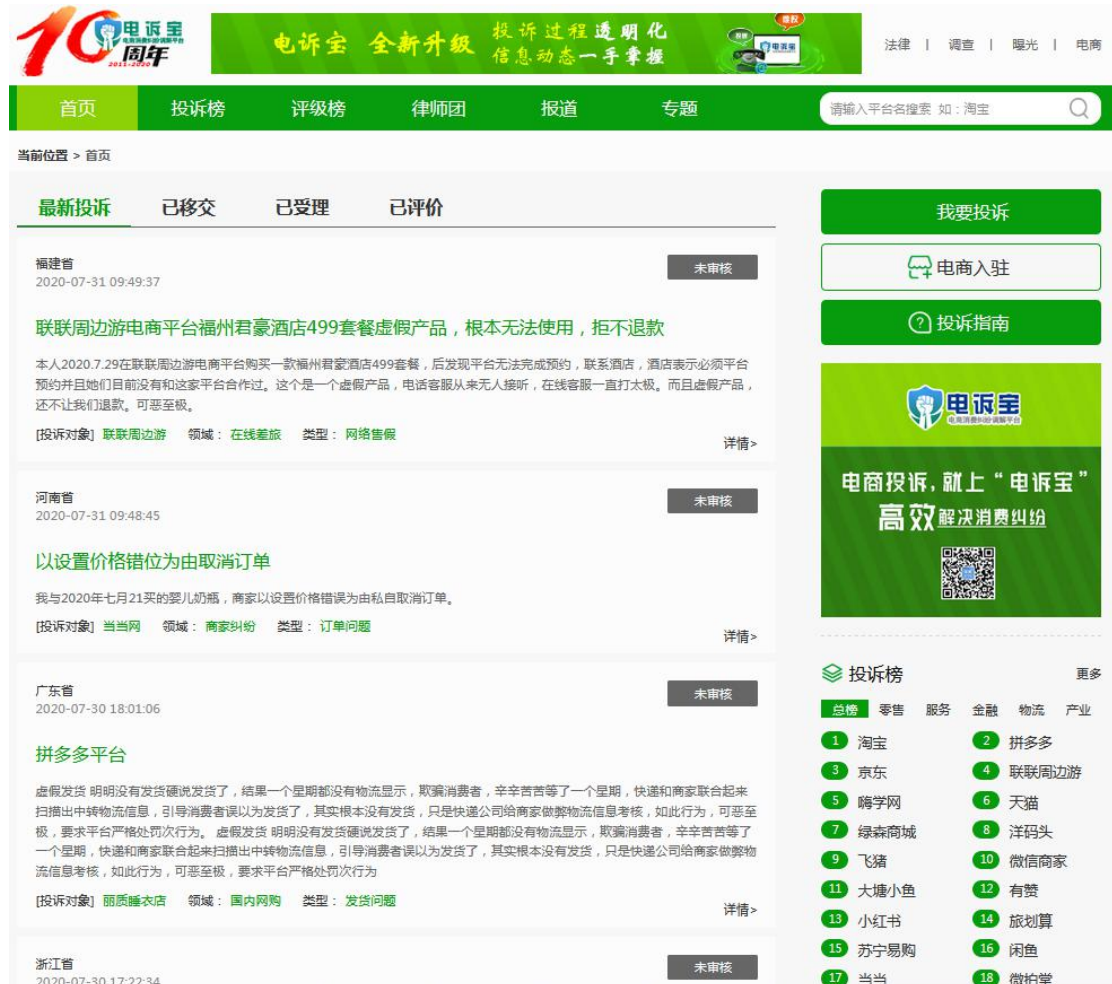 10
电诉宝
电商消费纠纷调解平台
周年
2011-2020
电诉宝 全新升级
投诉过程透明化
信息动态一手掌握
维权
电诉宝
法律 | 调查 | 曝光 | 电商
首页 投诉榜 评级榜 律师团 报道 专题
请输入平台名搜索 如：淘宝
当前位置 > 首页
最新投诉 已移交 已受理 已评价
福建省
2020-07-31 09:49:37
未审核
联联周边游电商平台福州君豪酒店499套餐虚假产品，根本无法使用，拒不退款
本人2020.7.29在联联周边游电商平台购买一款福州君豪酒店499套餐，后发现平台无法完成预约，联系酒店，酒店表示必须平台
预约并且她们目前没有和这家平台合作过。这个是一个虚假产品，电话客服从来无人接听，在线客服一直打太极。而且虚假产品，
还不让我们退款。可恶至极。
[投诉对象] 联联周边游 领域：在线差旅 类型：网络售假
详情>
河南省
2020-07-31 09:48:45
未审核
以设置价格错位为由取消订单
我与2020年七月21买的婴儿奶瓶，商家以设置价格错误为由私自取消订单。
[投诉对象] 当当网 领域：商家纠纷 类型：订单问题
详情>
广东省
2020-07-30 18:01:06
未审核
拼多多平台
虚假发货 明明没有发货硬说发货了，结果一个星期都没有物流显示，欺骗消费者，辛辛苦苦等了一个星期，快递和商家联合起来
扫描出中转物流信息，引导消费者误以为发货了，其实根本没有发货，只是快递公司给商家做弊物流信息考核，如此行为，可恶至
极，要求平台严格处罚次行为。 虚假发货 明明没有发货硬说发货了，结果一个星期都没有物流显示，欺骗消费者，辛辛苦苦等了
一个星期，快递和商家联合起来扫描出中转物流信息，引导消费者误以为发货了，其实根本没有发货，只是快递公司给商家做弊物
流信息考核，如此行为，可恶至极，要求平台严格处罚次行为
[投诉对象] 丽质睡衣店 领域：国内网购 类型：发货问题
详情>
浙江省
2020-07-30 17:22:34
未审核
我要投诉
电商入驻
投诉指南
电诉宝
电商消费纠纷调解平台
电商投诉，就上“电诉宝”
高效解决消费纠纷
投诉榜 更多
总榜 零售 服务 金融 物流 产业
1 淘宝 2 拼多多
3 京东 4 联联周边游
5 嗨学网 6 天猫
7 绿森商城 8 洋码头
9 飞猪 10 微信商家
11 大塘小鱼 12 有赞
13 小红书 14 旅划算
15 苏宁易购 16 闲鱼
17 当当 18 微拍堂